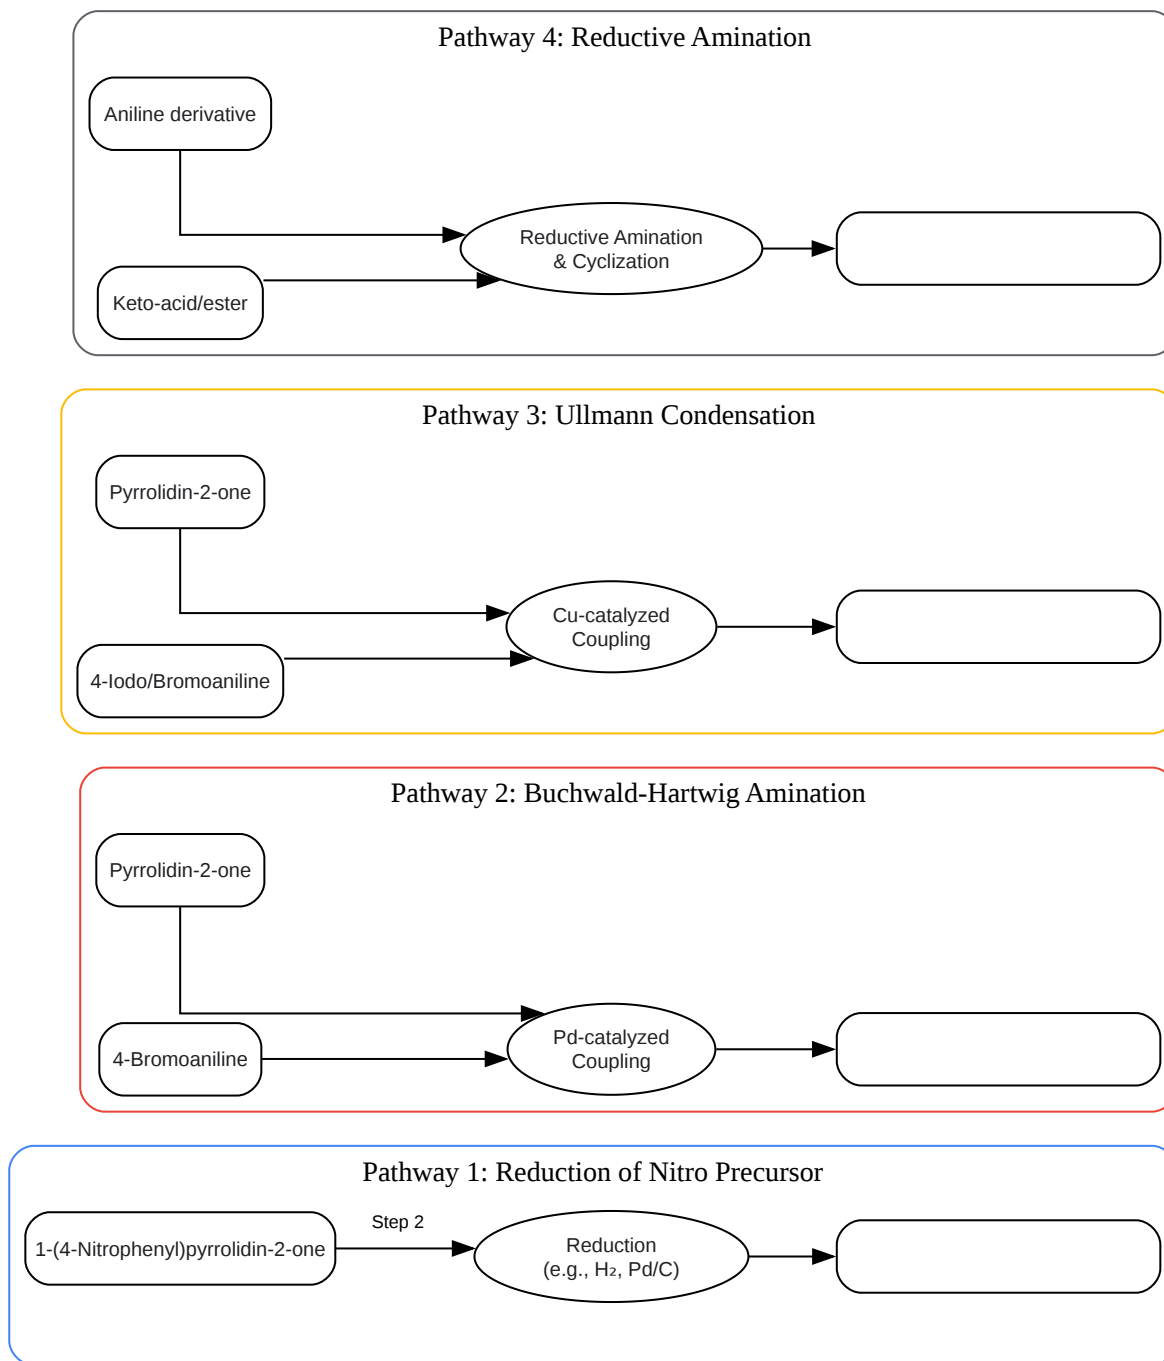 Pathway 4: Reductive Amination
Aniline derivative
Reductive Amination
& Cyclization
Keto-acid/ester
Pathway 3: Ullmann Condensation
Pyrrolidin-2-one
Cu-catalyzed
Coupling
4-Iodo/Bromoaniline
Pathway 2: Buchwald-Hartwig Amination
Pyrrolidin-2-one
Pd-catalyzed
Coupling
4-Bromoaniline
Pathway 1: Reduction of Nitro Precursor
1-(4-Nitrophenyl)pyrrolidin-2-one
Step 2
Reduction
(e.g., H₂, Pd/C)